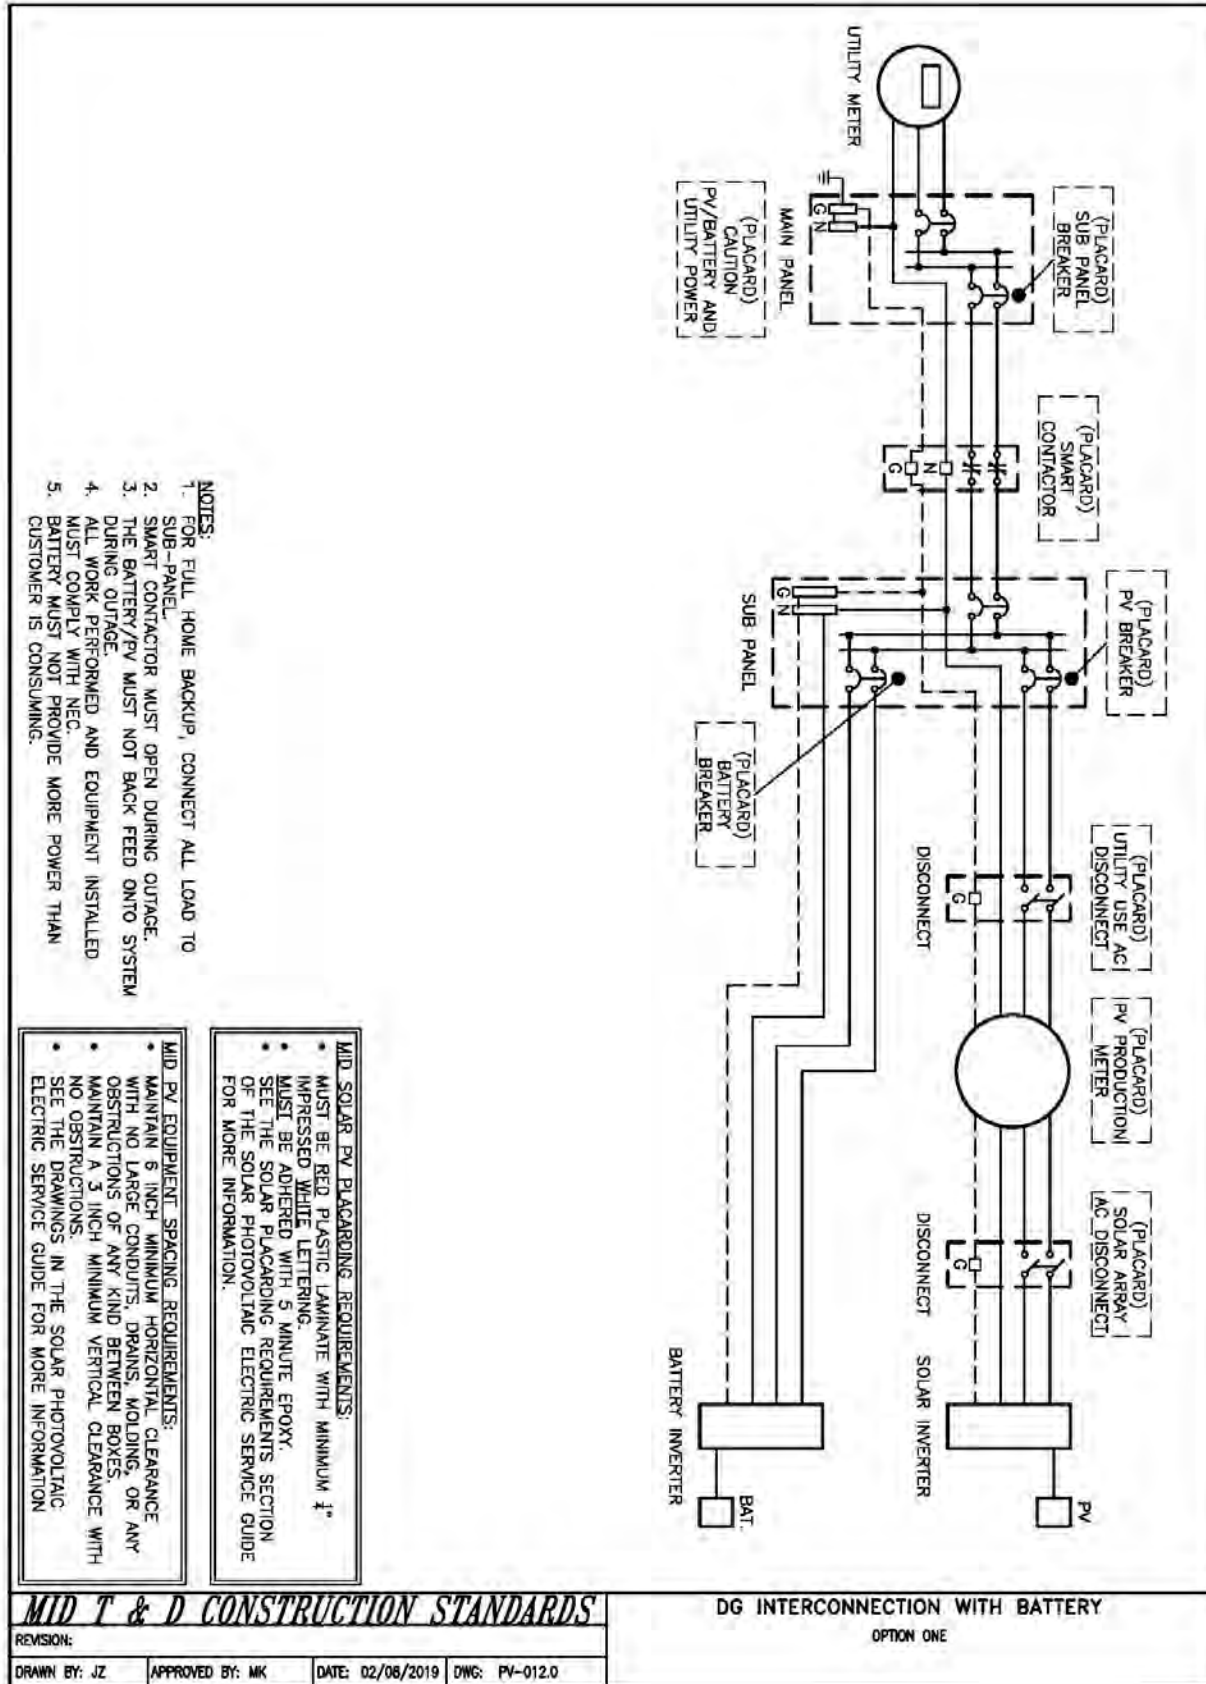 UTILITY METER
(PLACARD)
SUB PANEL
BREAKER
MAIN PANEL
G N
(PLACARD)
CAUTION
PV/BATTERY AND
UTILITY POWER
(PLACARD)
SMART
CONTACTOR
N
G
(PLACARD)
PV BREAKER
SUB PANEL
G N
(PLACARD)
BATTERY
BREAKER
(PLACARD)
UTILITY USE AC
DISCONNECT
G
DISCONNECT
(PLACARD)
PV PRODUCTION
METER
(PLACARD)
SOLAR ARRAY
AC DISCONNECT
G
DISCONNECT
SOLAR INVERTER
PV
BATTERY INVERTER
BAT.
NOTES:
1. FOR FULL HOME BACKUP, CONNECT ALL LOAD TO
SUB-PANEL.
2. SMART CONTACTOR MUST OPEN DURING OUTAGE.
3. THE BATTERY/PV MUST NOT BACK FEED ONTO SYSTEM
DURING OUTAGE.
4. ALL WORK PERFORMED AND EQUIPMENT INSTALLED
MUST COMPLY WITH NEC.
5. BATTERY MUST NOT PROVIDE MORE POWER THAN
CUSTOMER IS CONSUMING.
MID SOLAR PV PLACARDING REQUIREMENTS:
• MUST BE RED PLASTIC LAMINATE WITH MINIMUM ¼"
IMPRESSED WHITE LETTERING.
• MUST BE ADHERED WITH 5 MINUTE EPOXY.
• SEE THE SOLAR PLACARDING REQUIREMENTS SECTION
OF THE SOLAR PHOTOVOLTAIC ELECTRIC SERVICE GUIDE
FOR MORE INFORMATION.
MID PV EQUIPMENT SPACING REQUIREMENTS:
• MAINTAIN 6 INCH MINIMUM HORIZONTAL CLEARANCE
WITH NO LARGE CONDUITS, DRAINS, MOLDING, OR ANY
OBSTRUCTIONS OF ANY KIND BETWEEN BOXES.
• MAINTAIN A 3 INCH MINIMUM VERTICAL CLEARANCE WITH
NO OBSTRUCTIONS.
• SEE THE DRAWINGS IN THE SOLAR PHOTOVOLTAIC
ELECTRIC SERVICE GUIDE FOR MORE INFORMATION
MID T & D CONSTRUCTION STANDARDS
REVISION:
DRAWN BY: JZ APPROVED BY: MK DATE: 02/06/2019 DWG: PV-012.0
DG INTERCONNECTION WITH BATTERY
OPTION ONE